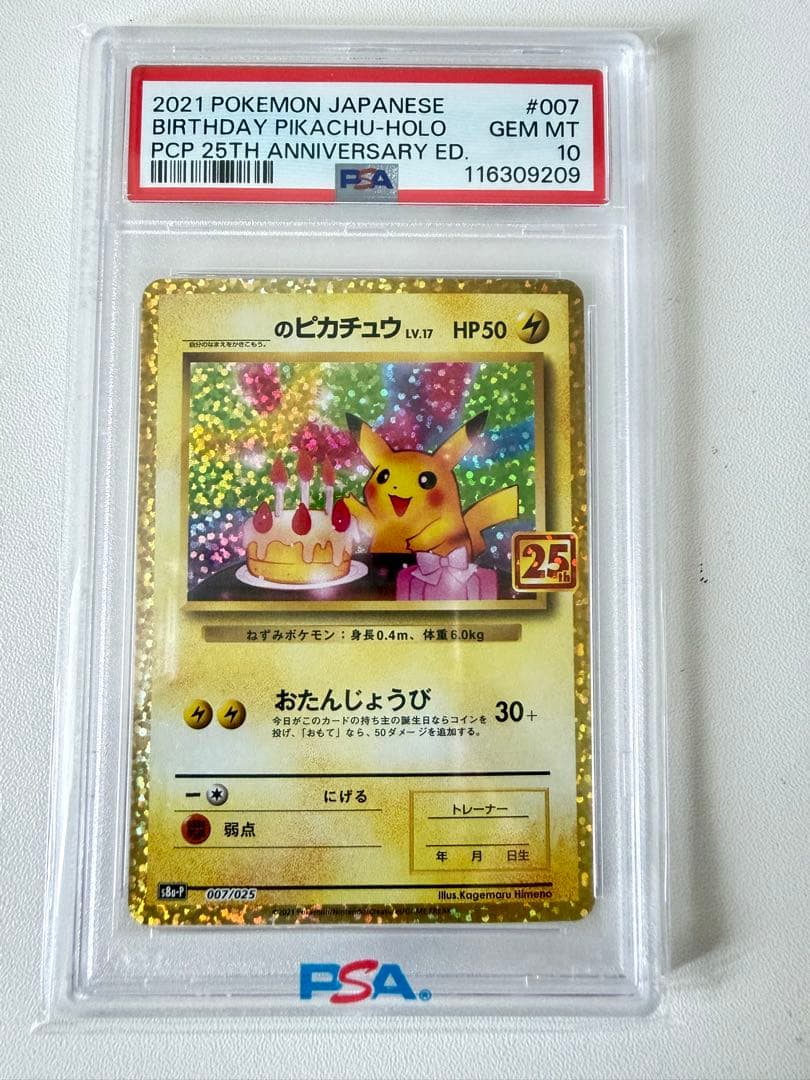 2021 POKEMON JAPANESE #007
BIRTHDAY PIKACHU-HOLO GEM MT
PCP 25TH ANNIVERSARY ED. 10
PSA 116309209
のピカチュウ LV.17 HP50
自分のなまえをかきこもう。
25th
ねずみポケモン：身長0.4m、体重6.0kg
おたんじょうび 30+
今日がこのカードの持ち主の誕生日ならコインを
投げ、「おもて」なら、50ダメージを追加する。
にげる
弱点
トレーナー
年 月 日生
s8a-P 007/025 Illus.Kagemaru Himeno
©2021 Pokémon/Nintendo/Creatures/GAME FREAK
PSA®